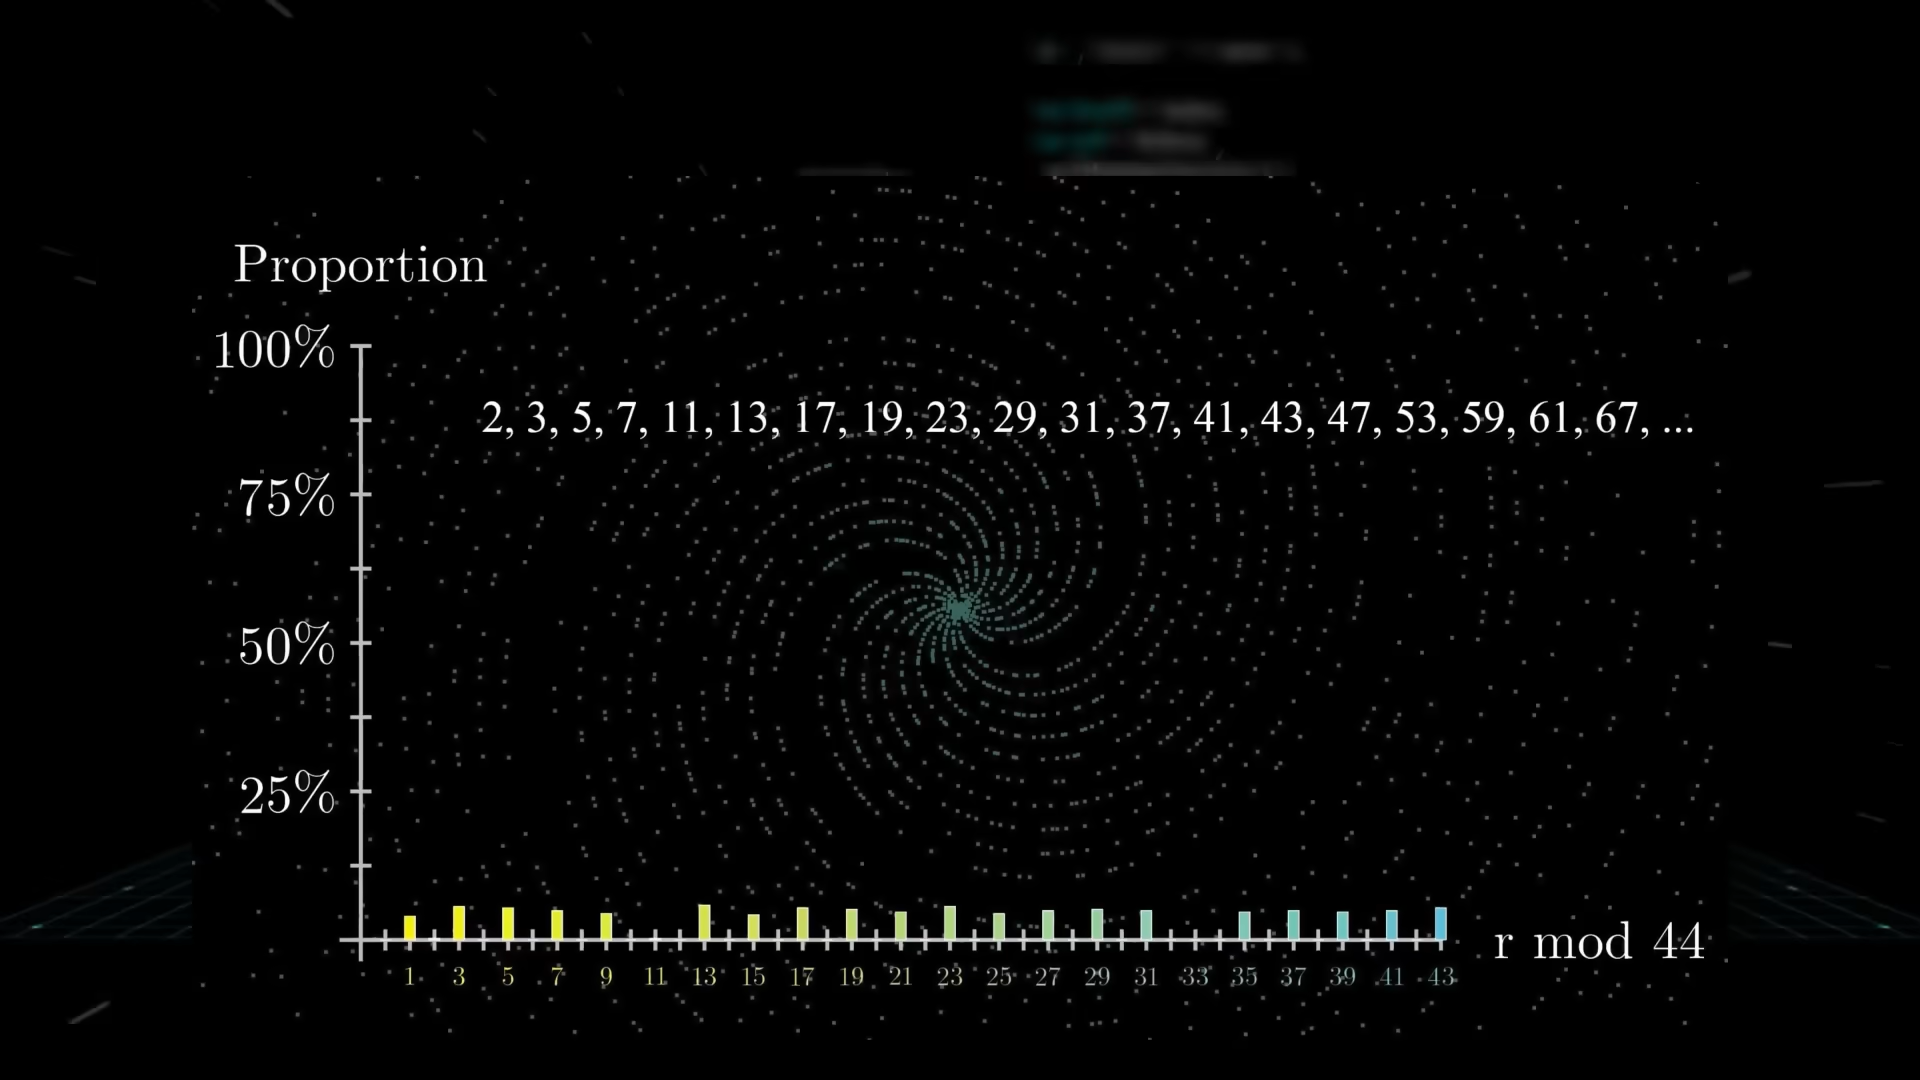 Proportion
100%
2, 3, 5, 7, 11, 13, 17, 19, 23, 29, 31, 37, 41, 43, 47, 53, 59, 61, 67, ...
75%
50%
25%
r mod 44
1 3 5 7 9 11 13 15 17 19 21 23 25 27 29 31 33 35 37 39 41 43